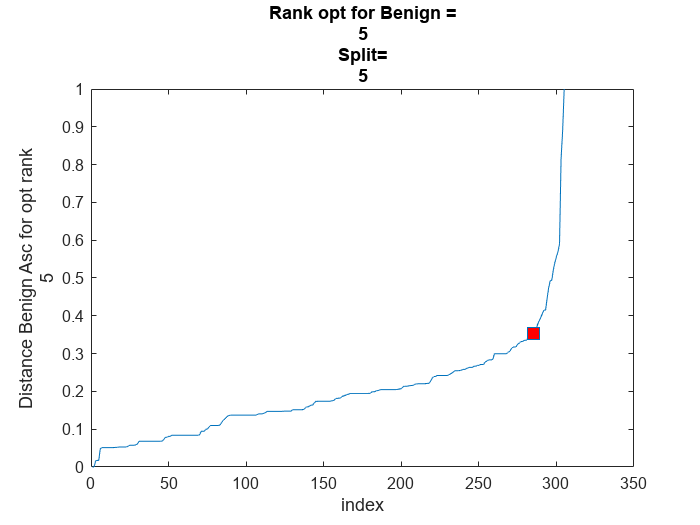 Rank opt for Benign =
5
Split=
5
1
0.9
0.8
0.7
0.6
0.5
0.4
0.3
0.2
0.1
0
Distance Benign Asc for opt rank
5
0 50 100 150 200 250 300 350
index